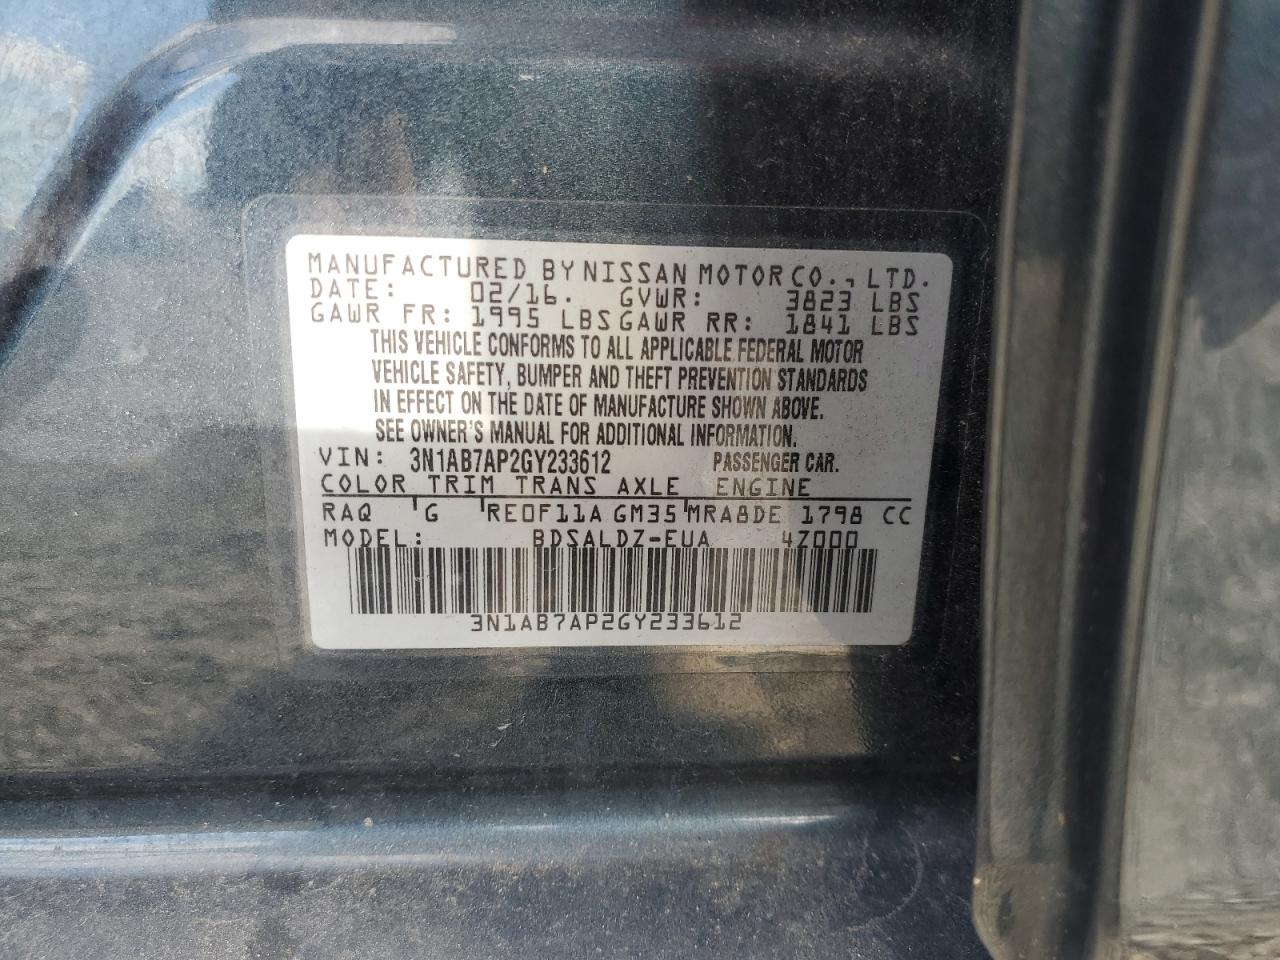 MANUFACTURED BY NISSAN MOTOR CO., LTD.
DATE: 02/16. GVWR: 3823 LBS
GAWR FR: 1995 LBS GAWR RR: 1841 LBS
THIS VEHICLE CONFORMS TO ALL APPLICABLE FEDERAL MOTOR
VEHICLE SAFETY, BUMPER AND THEFT PREVENTION STANDARDS
IN EFFECT ON THE DATE OF MANUFACTURE SHOWN ABOVE.
SEE OWNER'S MANUAL FOR ADDITIONAL INFORMATION.
VIN: 3N1AB7AP2GY233612 PASSENGER CAR.
COLOR TRIM TRANS AXLE ENGINE
RAQ G RE0F11A GM35 MRA8DE 1798 CC
MODEL: BDSALDZ-EUA 4Z000
3N1AB7AP2GY233612